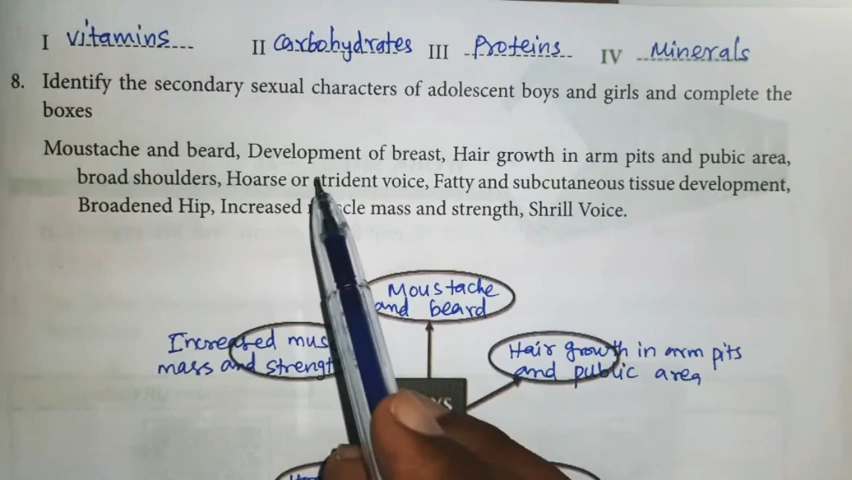 I vitamins II carbohydrates III Proteins IV Minerals
8. Identify the secondary sexual characters of adolescent boys and girls and complete the
boxes
Moustache and beard, Development of breast, Hair growth in arm pits and pubic area,
broad shoulders, Hoarse or strident voice, Fatty and subcutaneous tissue development,
Broadened Hip, Increased muscle mass and strength, Shrill Voice.
Moustache
and beard
Increased mus
mass and strengt
Hair growth in arm pits
and public area